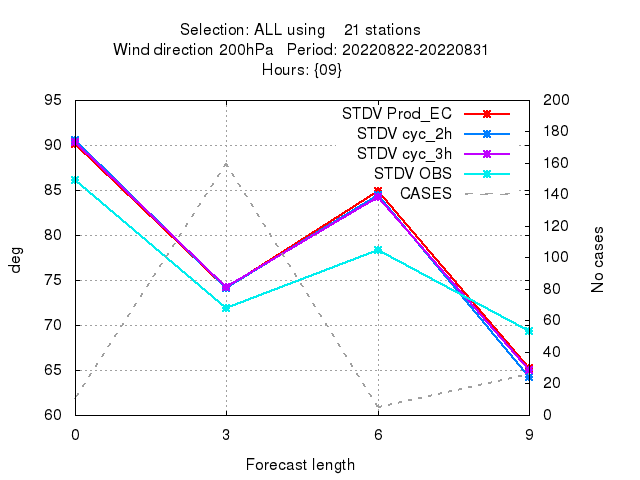 Selection: ALL using    21 stations
Wind direction 200hPa   Period: 20220822-20220831
Hours: {09}
95
90
85
80
75
70
65
60
200
180
160
140
120
100
80
60
40
20
0
STDV Prod_EC
STDV cyc_2h
STDV cyc_3h
STDV OBS
CASES
deg
No cases
0
3
6
9
Forecast length